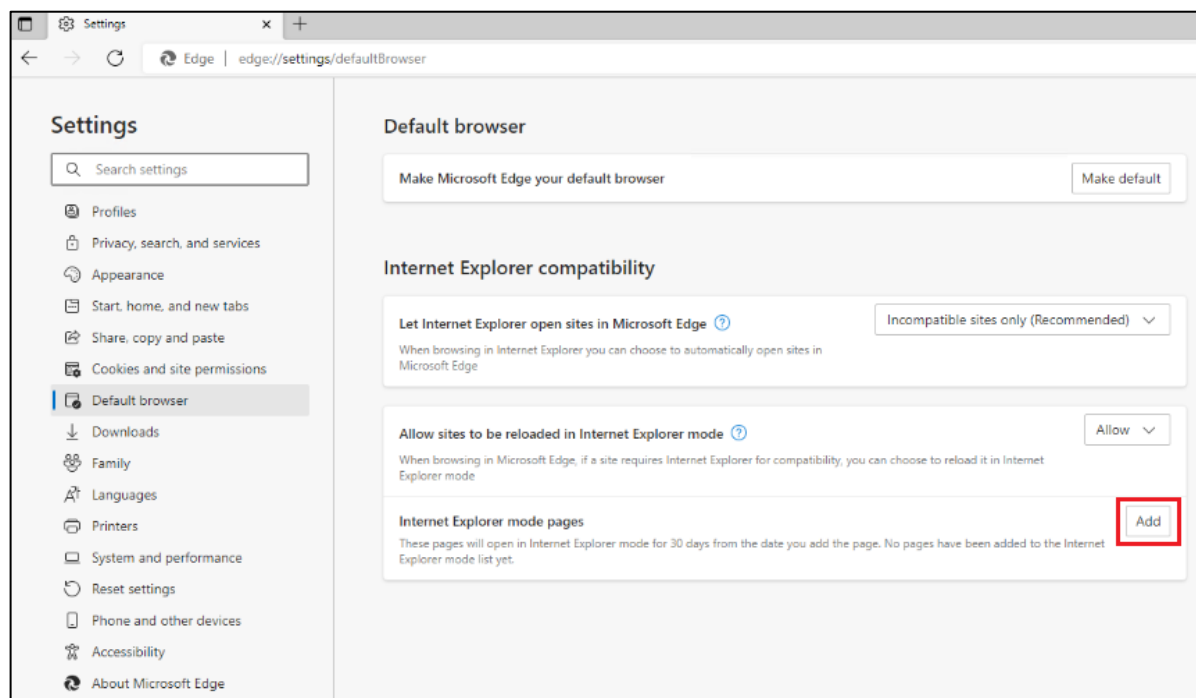 Settings
Edge | edge://settings/defaultBrowser
Settings
Search settings
Profiles
Privacy, search, and services
Appearance
Start, home, and new tabs
Share, copy and paste
Cookies and site permissions
Default browser
Downloads
Family
Languages
Printers
System and performance
Reset settings
Phone and other devices
Accessibility
About Microsoft Edge
Default browser
Make Microsoft Edge your default browser
Make default
Internet Explorer compatibility
Let Internet Explorer open sites in Microsoft Edge
Incompatible sites only (Recommended)
When browsing in Internet Explorer you can choose to automatically open sites in
Microsoft Edge
Allow sites to be reloaded in Internet Explorer mode
Allow
When browsing in Microsoft Edge, if a site requires Internet Explorer for compatibility, you can choose to reload it in Internet
Explorer mode
Internet Explorer mode pages
Add
These pages will open in Internet Explorer mode for 30 days from the date you add the page. No pages have been added to the Internet
Explorer mode list yet.